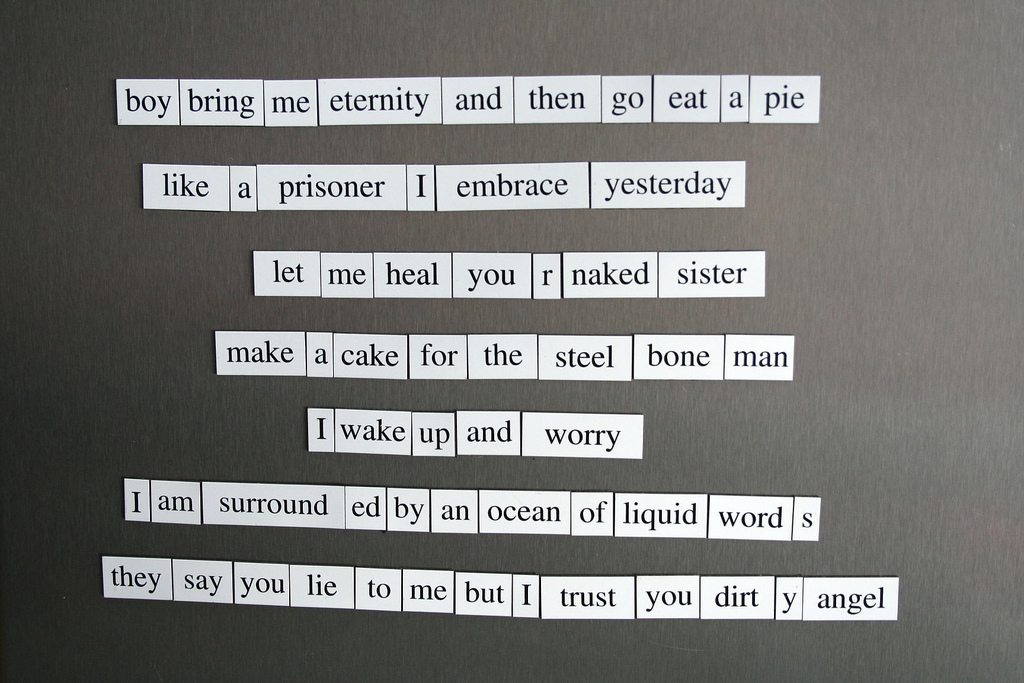 boy bring me eternity and then go eat a pie
like a prisoner I embrace yesterday
let me heal you r naked sister
make a cake for the steel bone man
I wake up and worry
I am surround ed by an ocean of liquid word s
they say you lie to me but I trust you dirt y angel